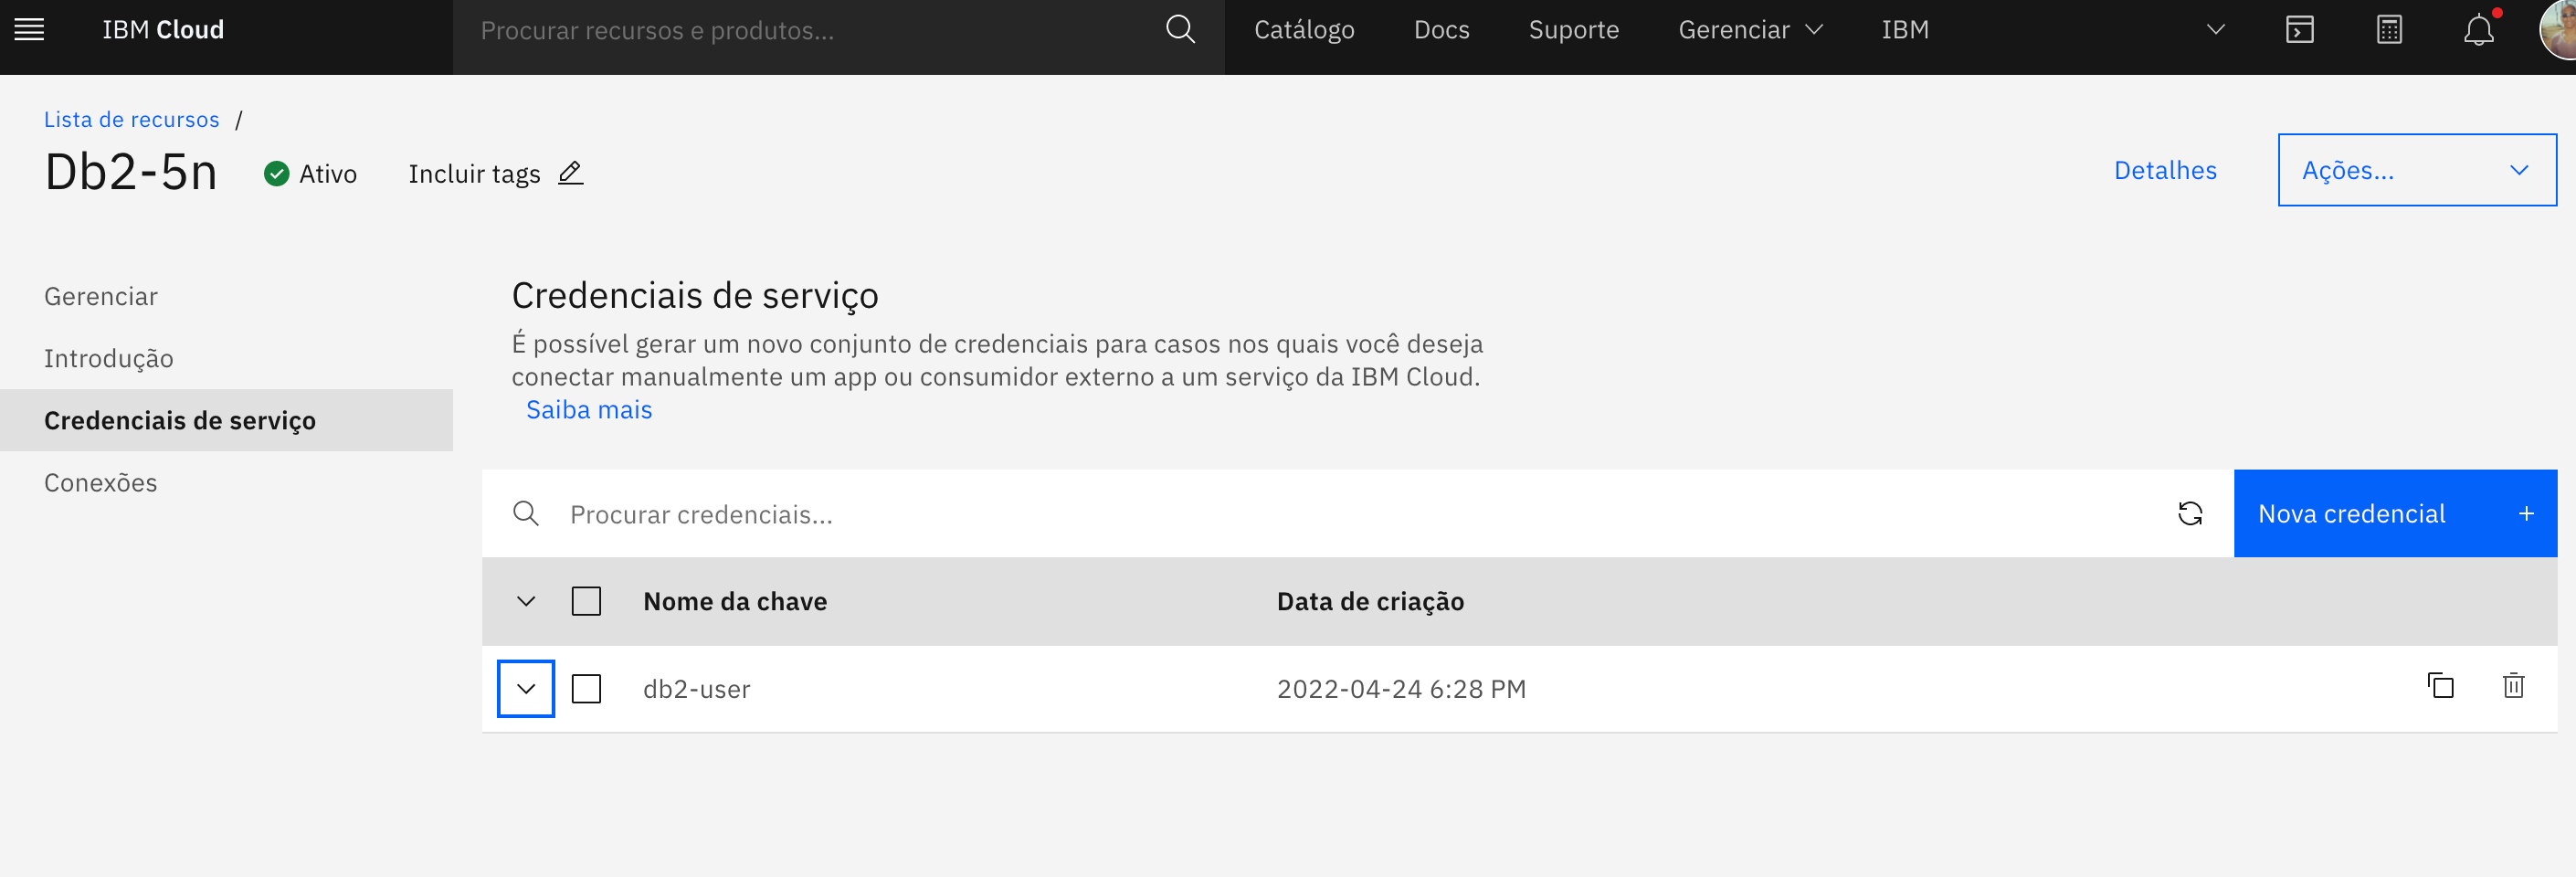 IBM Cloud
Procurar recursos e produtos...
Catálogo
Docs
Suporte
Gerenciar
IBM
Lista de recursos /
Db2-5n
Ativo
Incluir tags
Detalhes
Ações...
Gerenciar
Introdução
Credenciais de serviço
Conexões
Credenciais de serviço
É possível gerar um novo conjunto de credenciais para casos nos quais você deseja
conectar manualmente um app ou consumidor externo a um serviço da IBM Cloud.
Saiba mais
Procurar credenciais...
Nova credencial +
Nome da chave
Data de criação
db2-user
2022-04-24 6:28 PM